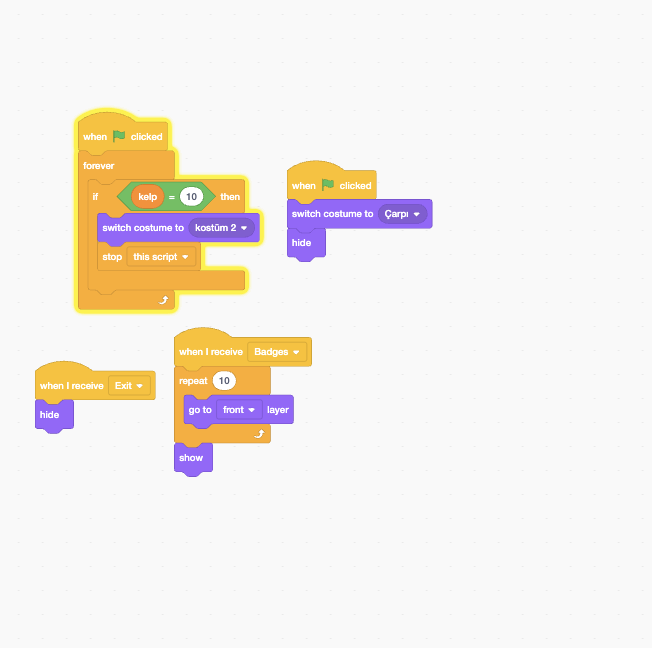 when clicked
forever
if kelp = 10 then
switch costume to kostüm 2
stop this script
when clicked
switch costume to Çarpı
hide
when I receive Exit
hide
when I receive Badges
repeat 10
go to front layer
show